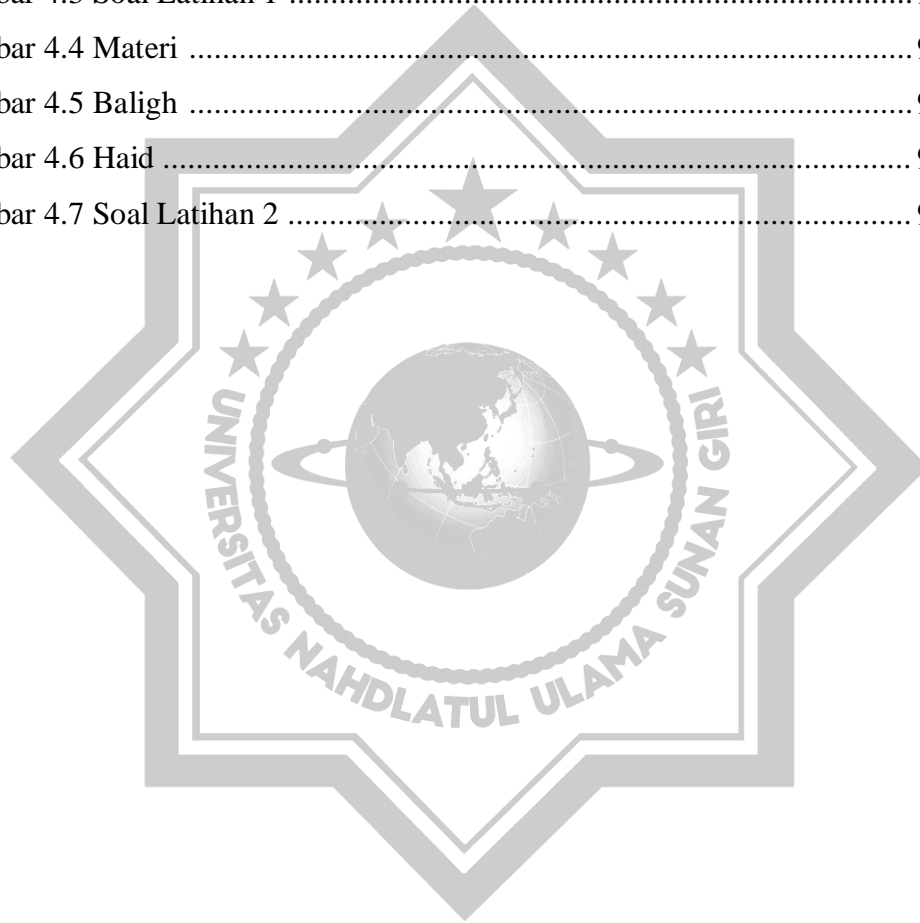 bar 4.3 Soal Latihan 1 ........................................................................................
bar 4.4 Materi ........................................................................................ 9
bar 4.5 Baligh ........................................................................................ 9
bar 4.6 Haid ........................................................................................ 9
bar 4.7 Soal Latihan 2 ........................................................................................ 9
UNIVERSITAS NAHDLATUL ULAMA SUNAN GIRI